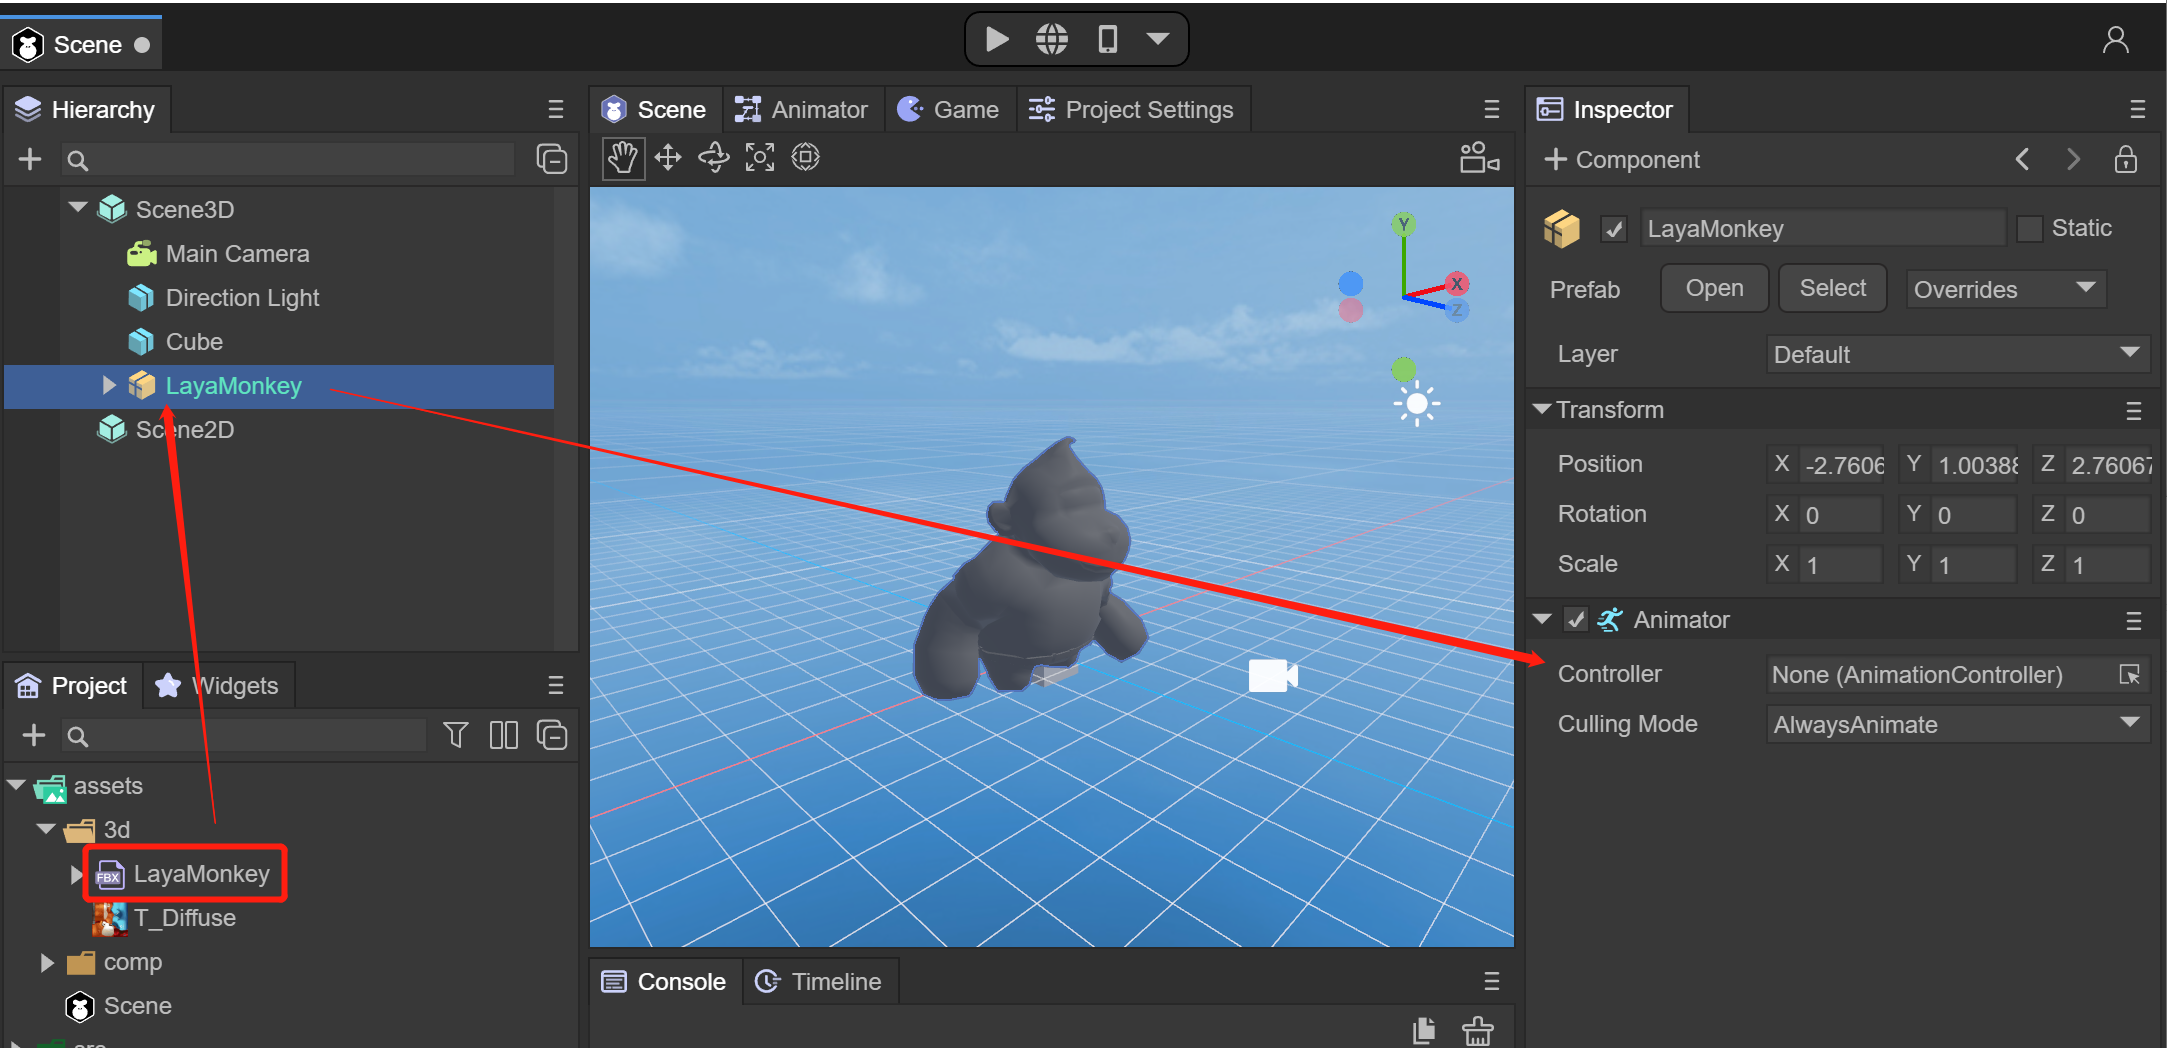 Scene
Hierarchy
Scene3D
Main Camera
Direction Light
Cube
LayaMonkey
Scene2D
Project
Widgets
assets
3d
FBX LayaMonkey
T_Diffuse
comp
Scene
Scene
Animator
Game
Project Settings
Y
X
Z
Console
Timeline
Inspector
Component
LayaMonkey
Static
Prefab Open Select Overrides
Layer Default
Transform
Position X -2.7606 Y 1.0038 Z 2.76067
Rotation X 0 Y 0 Z 0
Scale X 1 Y 1 Z 1
Animator
Controller None (AnimationController)
Culling Mode AlwaysAnimate